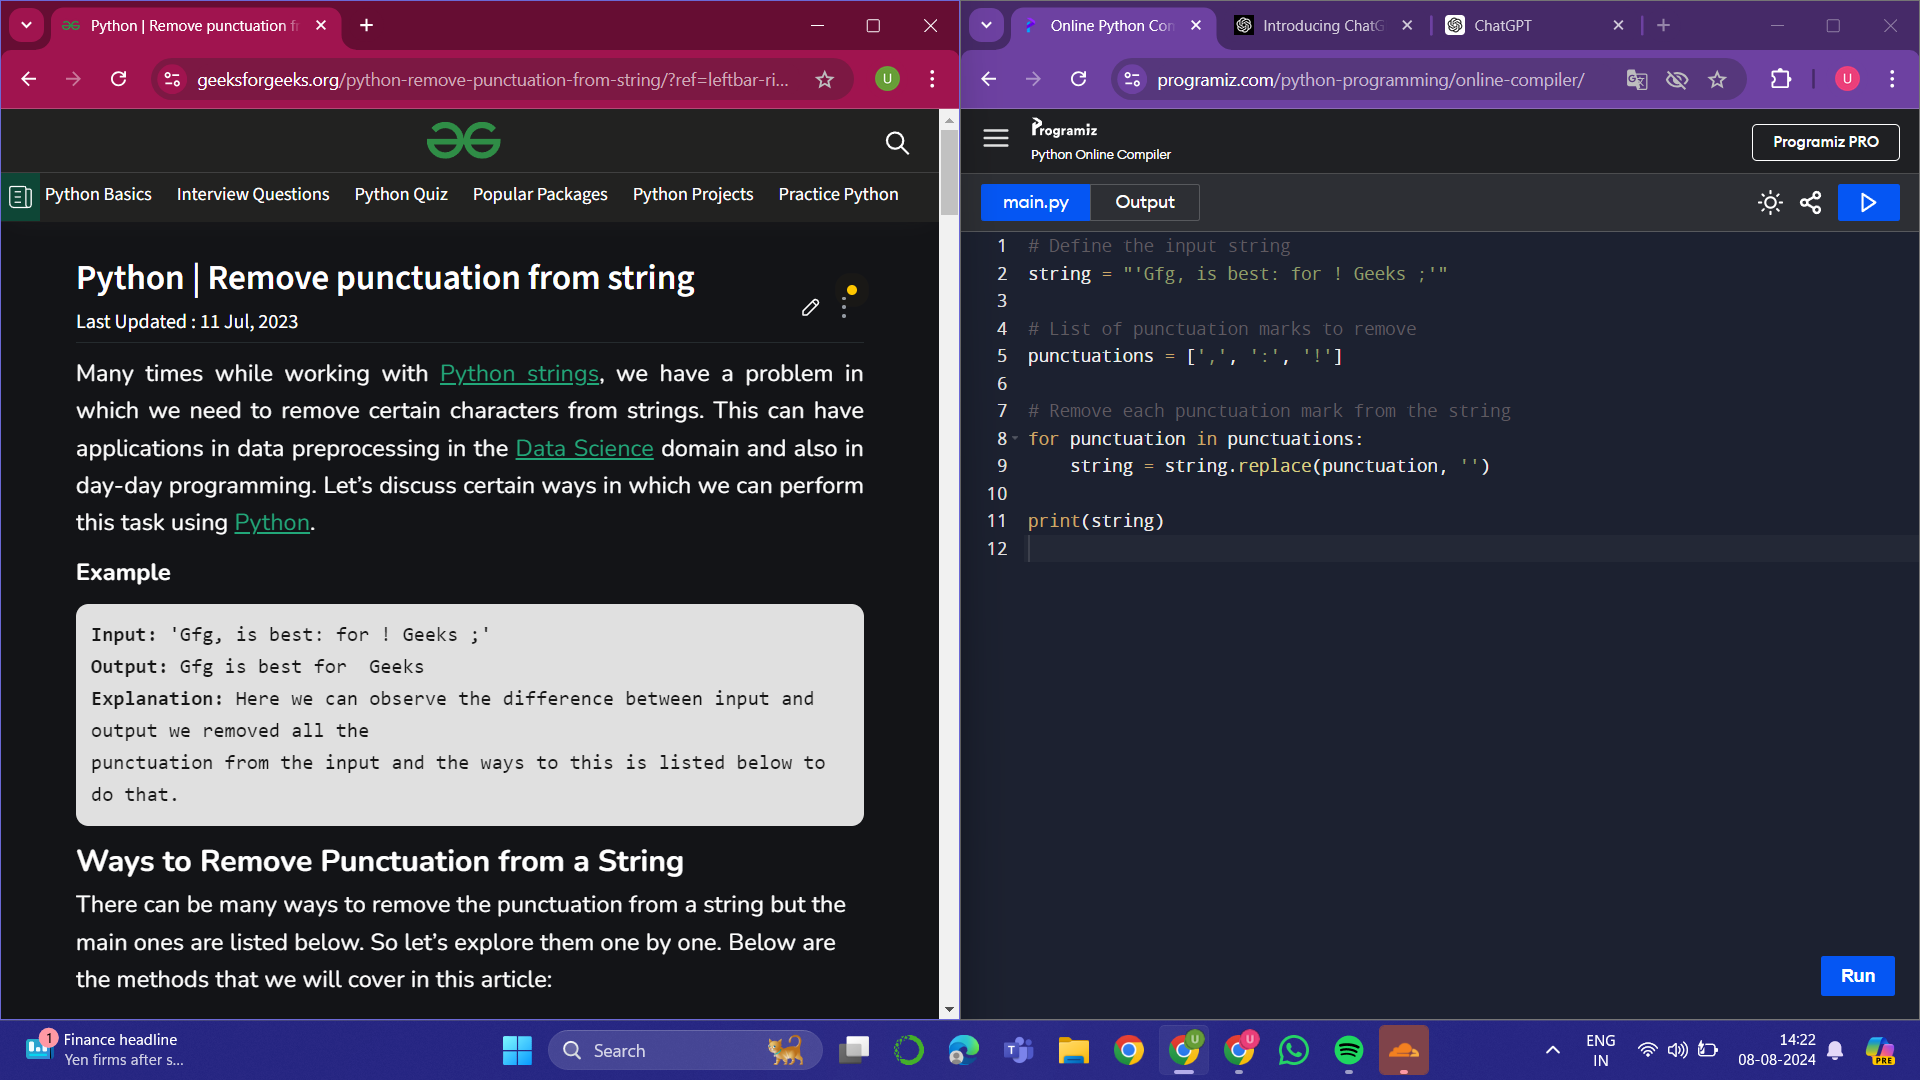 Python | Remove punctuation fr
geeksforgeeks.org/python-remove-punctuation-from-string/?ref=leftbar-ri...
U
Python Basics
Interview Questions
Python Quiz
Popular Packages
Python Projects
Practice Python
Python | Remove punctuation from string
Last Updated : 11 Jul, 2023
Many times while working with Python strings, we have a problem in
which we need to remove certain characters from strings. This can have
applications in data preprocessing in the Data Science domain and also in
day-day programming. Let's discuss certain ways in which we can perform
this task using Python.
Example
Input: 'Gfg, is best: for ! Geeks ;'
Output: Gfg is best for  Geeks
Explanation: Here we can observe the difference between input and
output we removed all the
punctuation from the input and the ways to this is listed below to
do that.
Ways to Remove Punctuation from a String
There can be many ways to remove the punctuation from a string but the
main ones are listed below. So let's explore them one by one. Below are
the methods that we will cover in this article:
Online Python Con
Introducing ChatG
ChatGPT
programiz.com/python-programming/online-compiler/
U
Programiz
Python Online Compiler
Programiz PRO
main.py
Output
1 # Define the input string
2 string = "'Gfg, is best: for ! Geeks ;'"
3
4 # List of punctuation marks to remove
5 punctuations = [',', ':', '!']
6
7 # Remove each punctuation mark from the string
8 for punctuation in punctuations:
9     string = string.replace(punctuation, '')
10
11 print(string)
12
Run
1
Finance headline
Yen firms after s...
Search
U
U
ENG
IN
14:22
08-08-2024
PRE